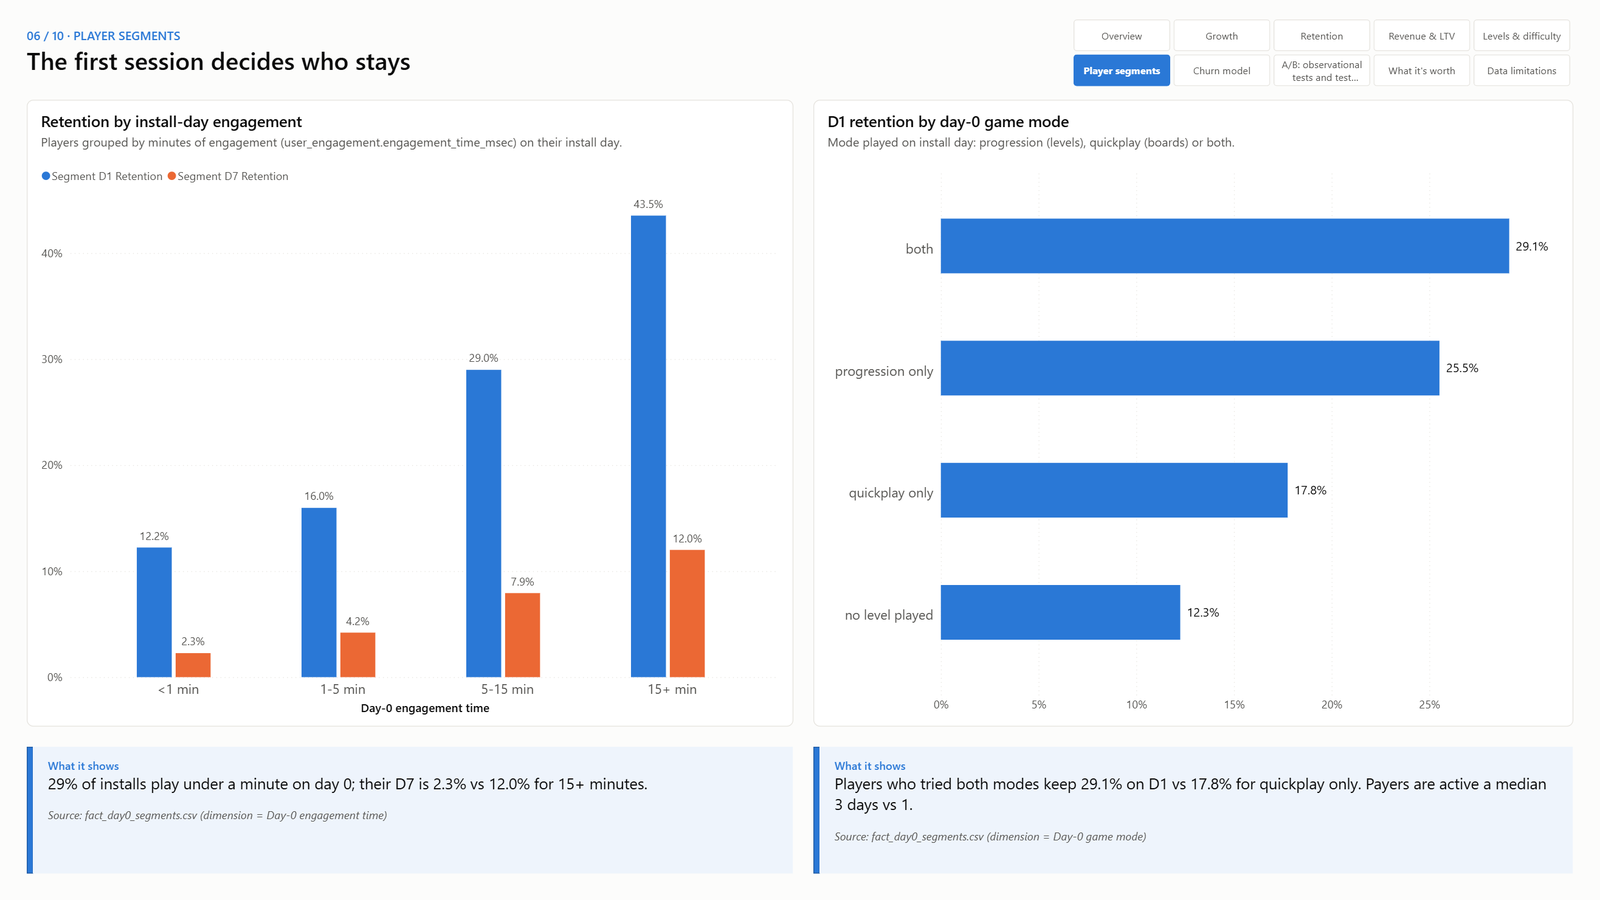 06 / 10 · PLAYER SEGMENTS
The first session decides who stays
Overview
Growth
Retention
Revenue & LTV
Levels & difficulty
Player segments
Churn model
A/B: observational
tests and test...
What it's worth
Data limitations
Retention by install-day engagement
Players grouped by minutes of engagement (user_engagement.engagement_time_msec) on their install day.
Segment D1 Retention
Segment D7 Retention
40%
30%
20%
10%
0%
12.2%
2.3%
16.0%
4.2%
29.0%
7.9%
43.5%
12.0%
<1 min
1-5 min
5-15 min
15+ min
Day-0 engagement time
D1 retention by day-0 game mode
Mode played on install day: progression (levels), quickplay (boards) or both.
both
29.1%
progression only
25.5%
quickplay only
17.8%
no level played
12.3%
0%
5%
10%
15%
20%
25%
What it shows
29% of installs play under a minute on day 0; their D7 is 2.3% vs 12.0% for 15+ minutes.
Source: fact_day0_segments.csv (dimension = Day-0 engagement time)
What it shows
Players who tried both modes keep 29.1% on D1 vs 17.8% for quickplay only. Payers are active a median
3 days vs 1.
Source: fact_day0_segments.csv (dimension = Day-0 game mode)